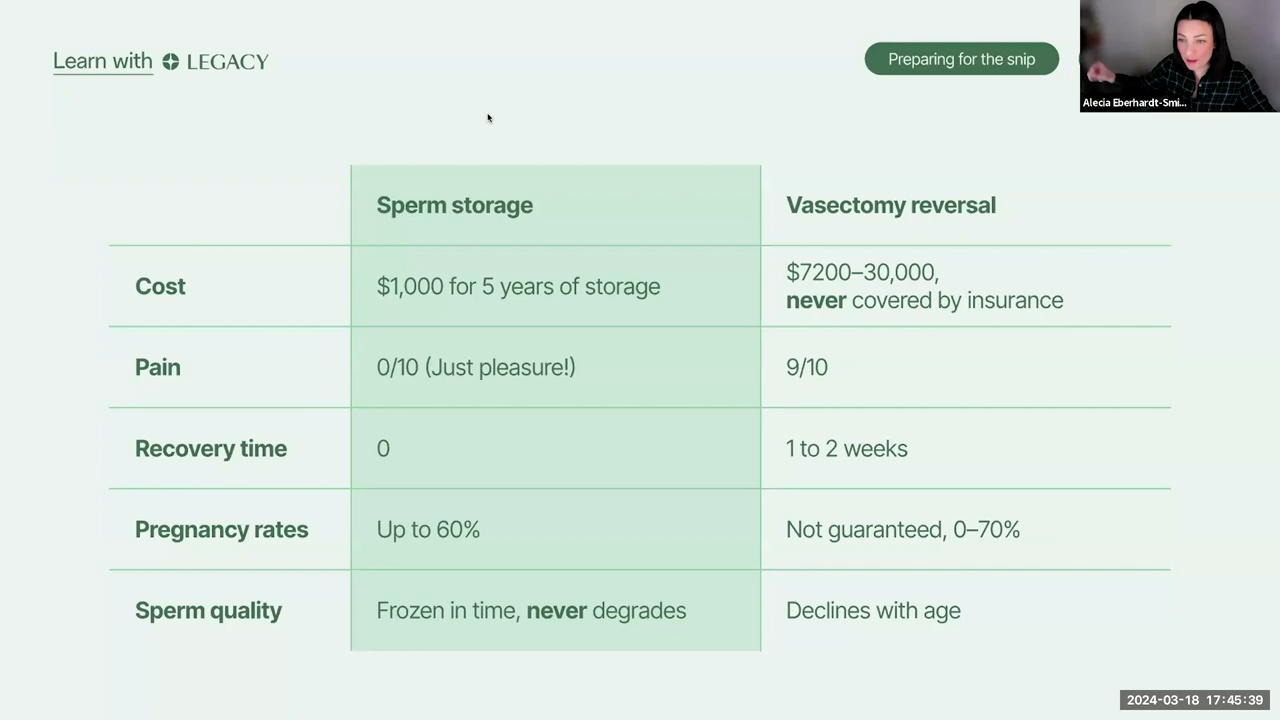 Learn with LEGACY
Preparing for the snip
Alecia Eberhardt-Smi...
Sperm storage
Vasectomy reversal
Cost
$1,000 for 5 years of storage
$7200–30,000,
never covered by insurance
Pain
0/10 (Just pleasure!)
9/10
Recovery time
0
1 to 2 weeks
Pregnancy rates
Up to 60%
Not guaranteed, 0–70%
Sperm quality
Frozen in time, never degrades
Declines with age
2024-03-18 17:45:39